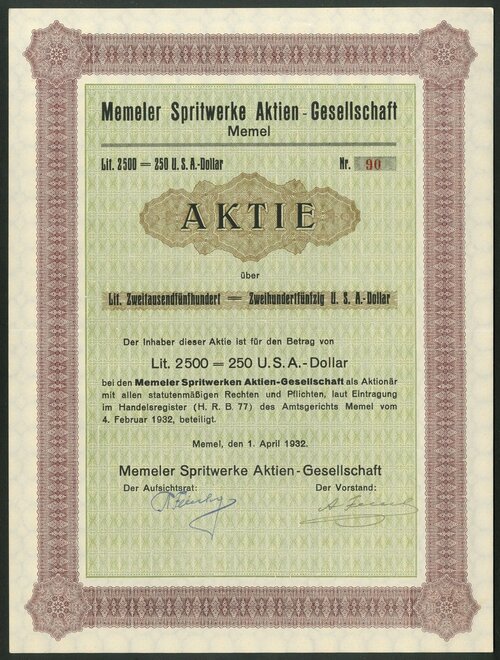 Memeler Spritwerke Aktien-Gesellschaft
Memel
Lit. 2500 = 250 U.S.A.-Dollar
Nr. 90
AKTIE
über
Lit. Zweitausendfünfhundert = Zweihundertfünfzig U.S.A.-Dollar
Der Inhaber dieser Aktie ist für den Betrag von
Lit. 2500 = 250 U.S.A.-Dollar
bei den Memeler Spritwerken Aktien-Gesellschaft als Aktionär
mit allen statutenmäßigen Rechten und Pflichten, laut Eintragung
im Handelsregister (H. R. B. 77) des Amtsgerichts Memel vom
4. Februar 1932, beteiligt.
Memel, den 1. April 1932.
Memeler Spritwerke Aktien-Gesellschaft
Der Aufsichtsrat:
Der Vorstand: